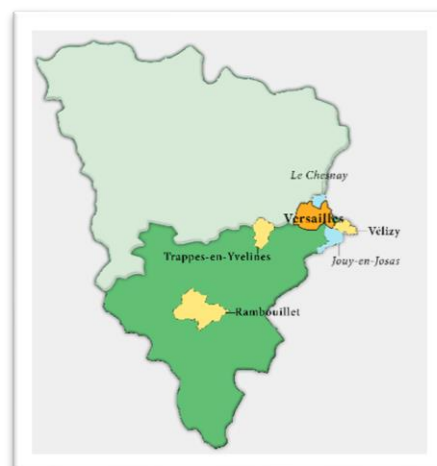 Le Chesnay
Versailles
Vélizy
Trappes-en-Yvelines
Jouy-en-Josas
Rambouillet